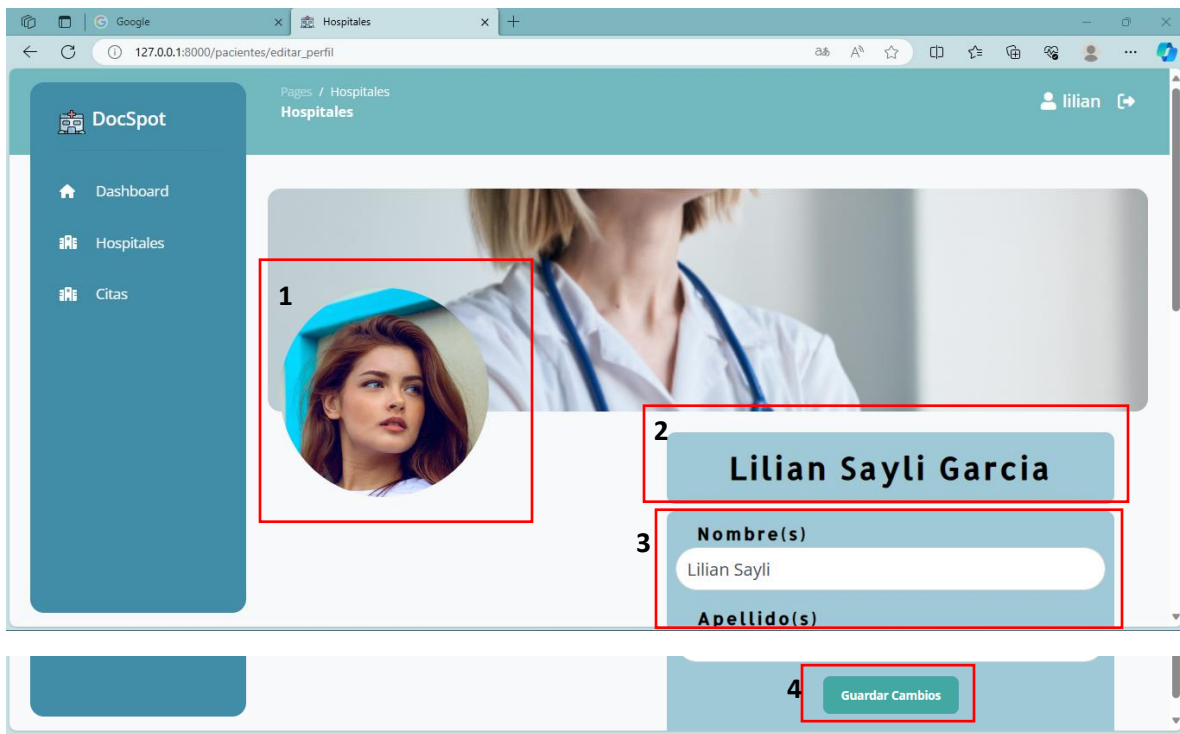 Google
Hospitales
127.0.0.1:8000/pacientes/editar_perfil
DocSpot
Pages / Hospitales
Hospitales
lilian
Dashboard
Hospitales
Citas
1
2
Lilian Sayli Garcia
3
Nombre(s)
Lilian Sayli
Apellido(s)
4
Guardar Cambios